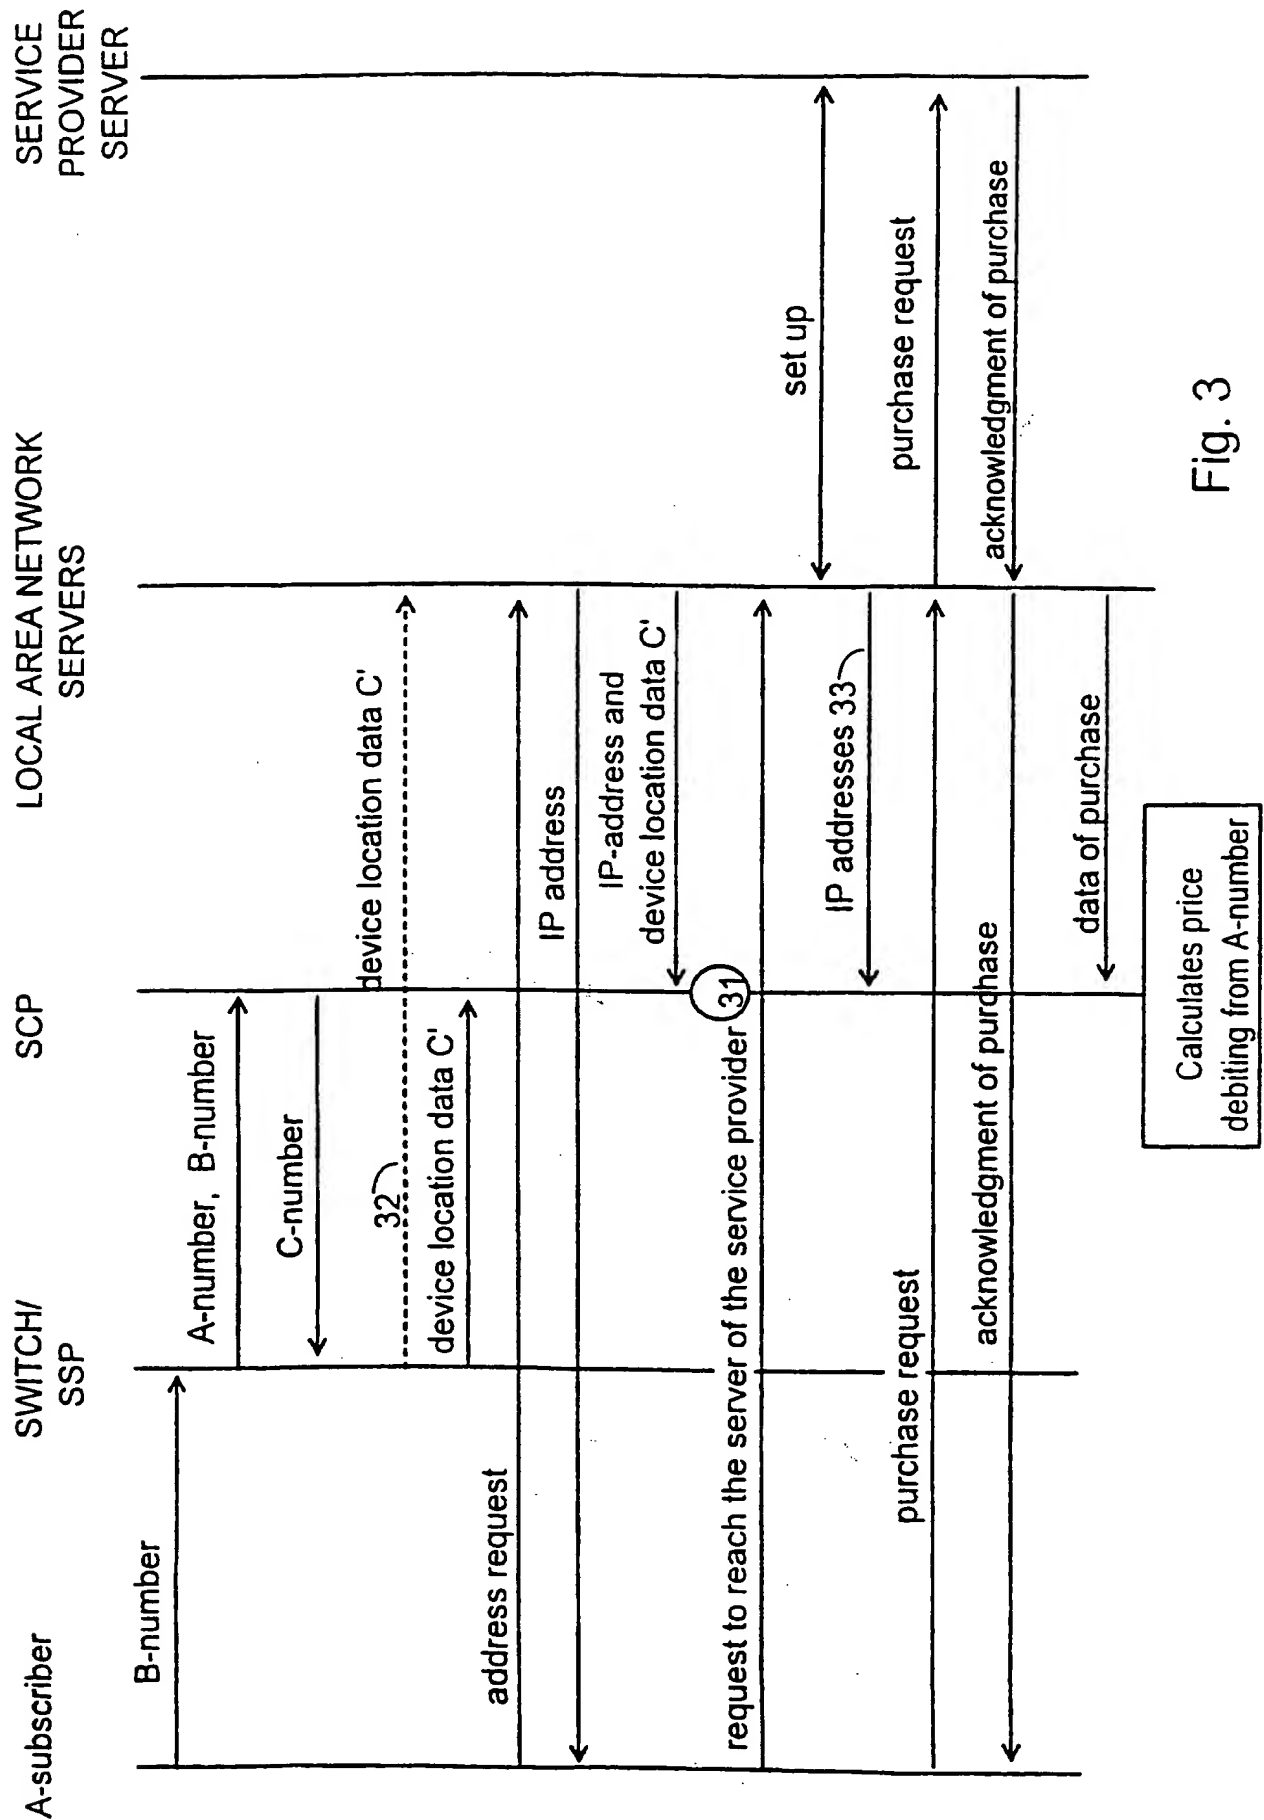 A-subscriber
SWITCH/
SSP
SCP
LOCAL AREA NETWORK
SERVERS
SERVICE
PROVIDER
SERVER
B-number
A-number, B-number
C-number
device location data C'
32
device location data C'
address request
IP address
IP-address and
device location data C'
31
request to reach the server of the service provider
set up
IP addresses 33
purchase request
purchase request
acknowledgment of purchase
acknowledgment of purchase
data of purchase
Calculates price
debiting from A-number
Fig. 3